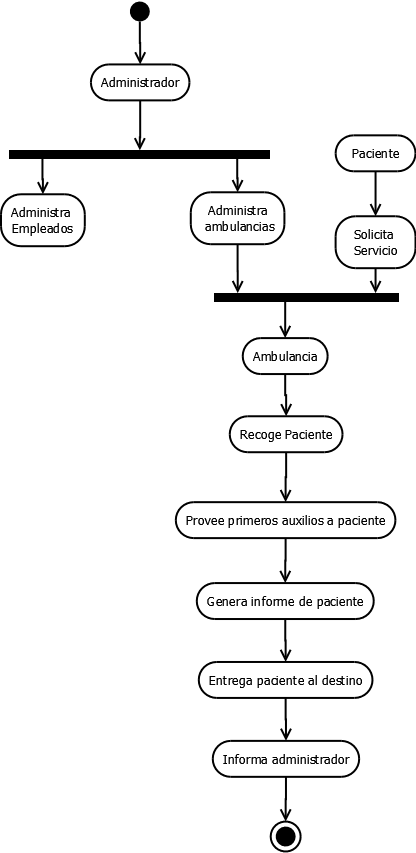 Administrador
Administra
Empleados
Administra
ambulancias
Paciente
Solicita
Servicio
Ambulancia
Recoge Paciente
Provee primeros auxilios a paciente
Genera informe de paciente
Entrega paciente al destino
Informa administrador